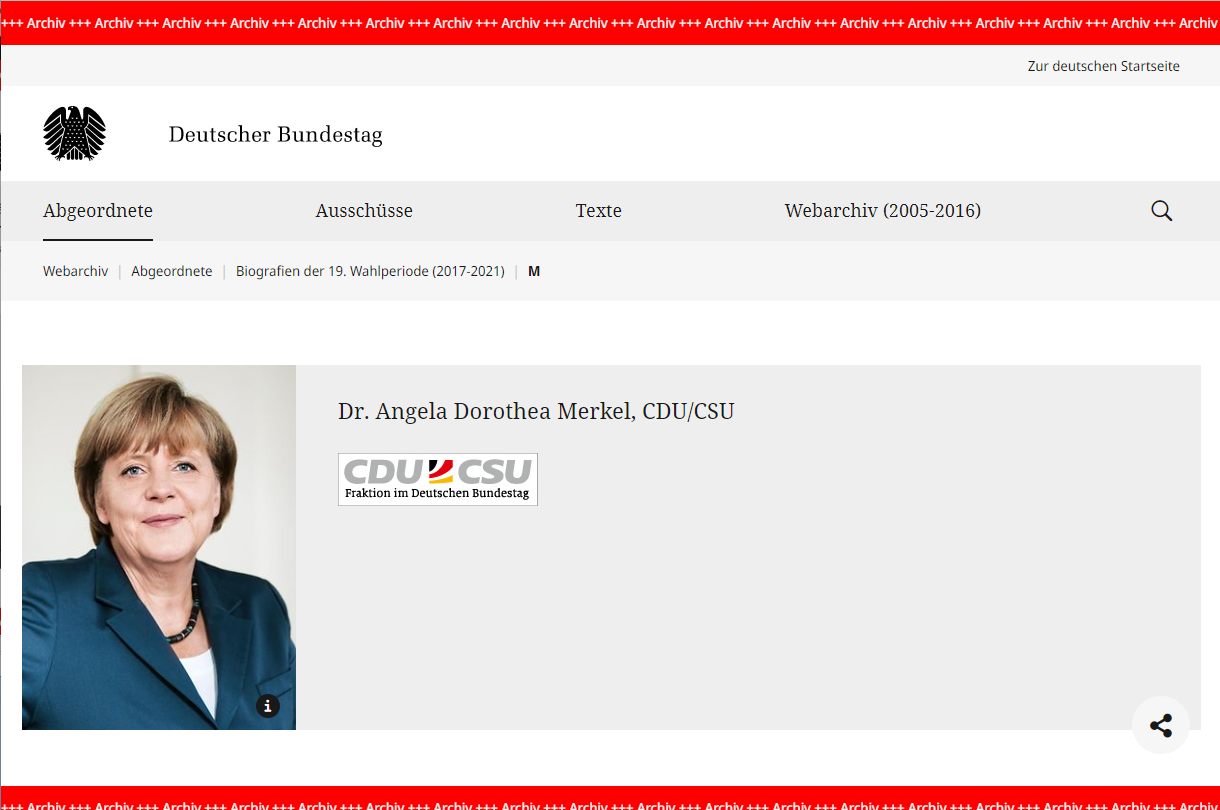 +++ Archiv +++ Archiv +++ Archiv +++ Archiv +++ Archiv +++ Archiv +++ Archiv +++ Archiv +++ Archiv +++ Archiv +++ Archiv +++ Archiv +++ Archiv +++ Archiv +++ Archiv +++ Archiv +++ Archiv +++ Archiv
Zur deutschen Startseite
Deutscher Bundestag
Abgeordnete Ausschüsse Texte Webarchiv (2005-2016)
Webarchiv | Abgeordnete | Biografien der 19. Wahlperiode (2017-2021) | M
Dr. Angela Dorothea Merkel, CDU/CSU
CDU CSU
Fraktion im Deutschen Bundestag
i
+++ Archiv +++ Archiv +++ Archiv +++ Archiv +++ Archiv +++ Archiv +++ Archiv +++ Archiv +++ Archiv +++ Archiv +++ Archiv +++ Archiv +++ Archiv +++ Archiv +++ Archiv +++ Archiv +++ Archiv +++ Archiv